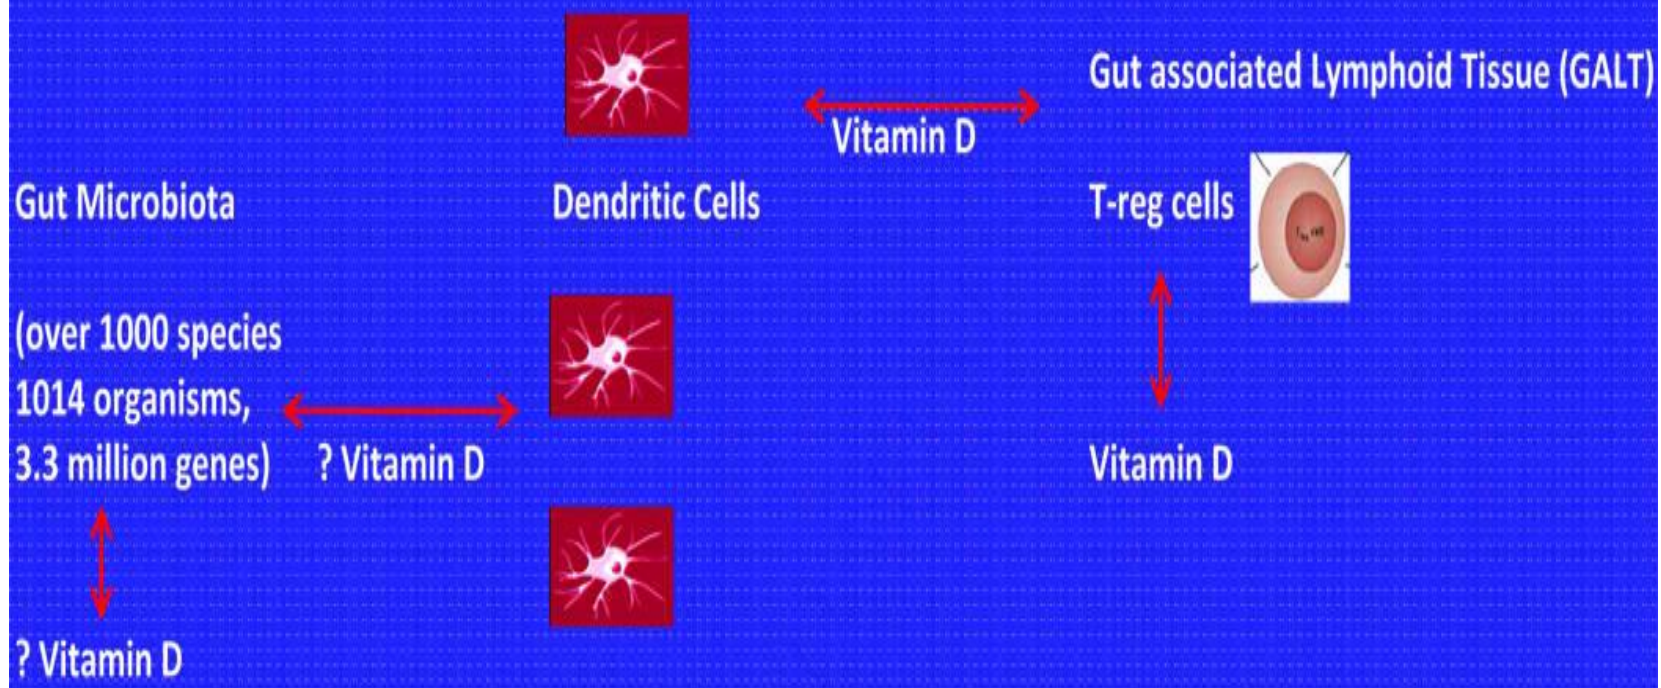 Gut associated Lymphoid Tissue (GALT)
Vitamin D
Gut Microbiota
Dendritic Cells
T-reg cells
(over 1000 species
1014 organisms,
3.3 million genes)
? Vitamin D
Vitamin D
? Vitamin D